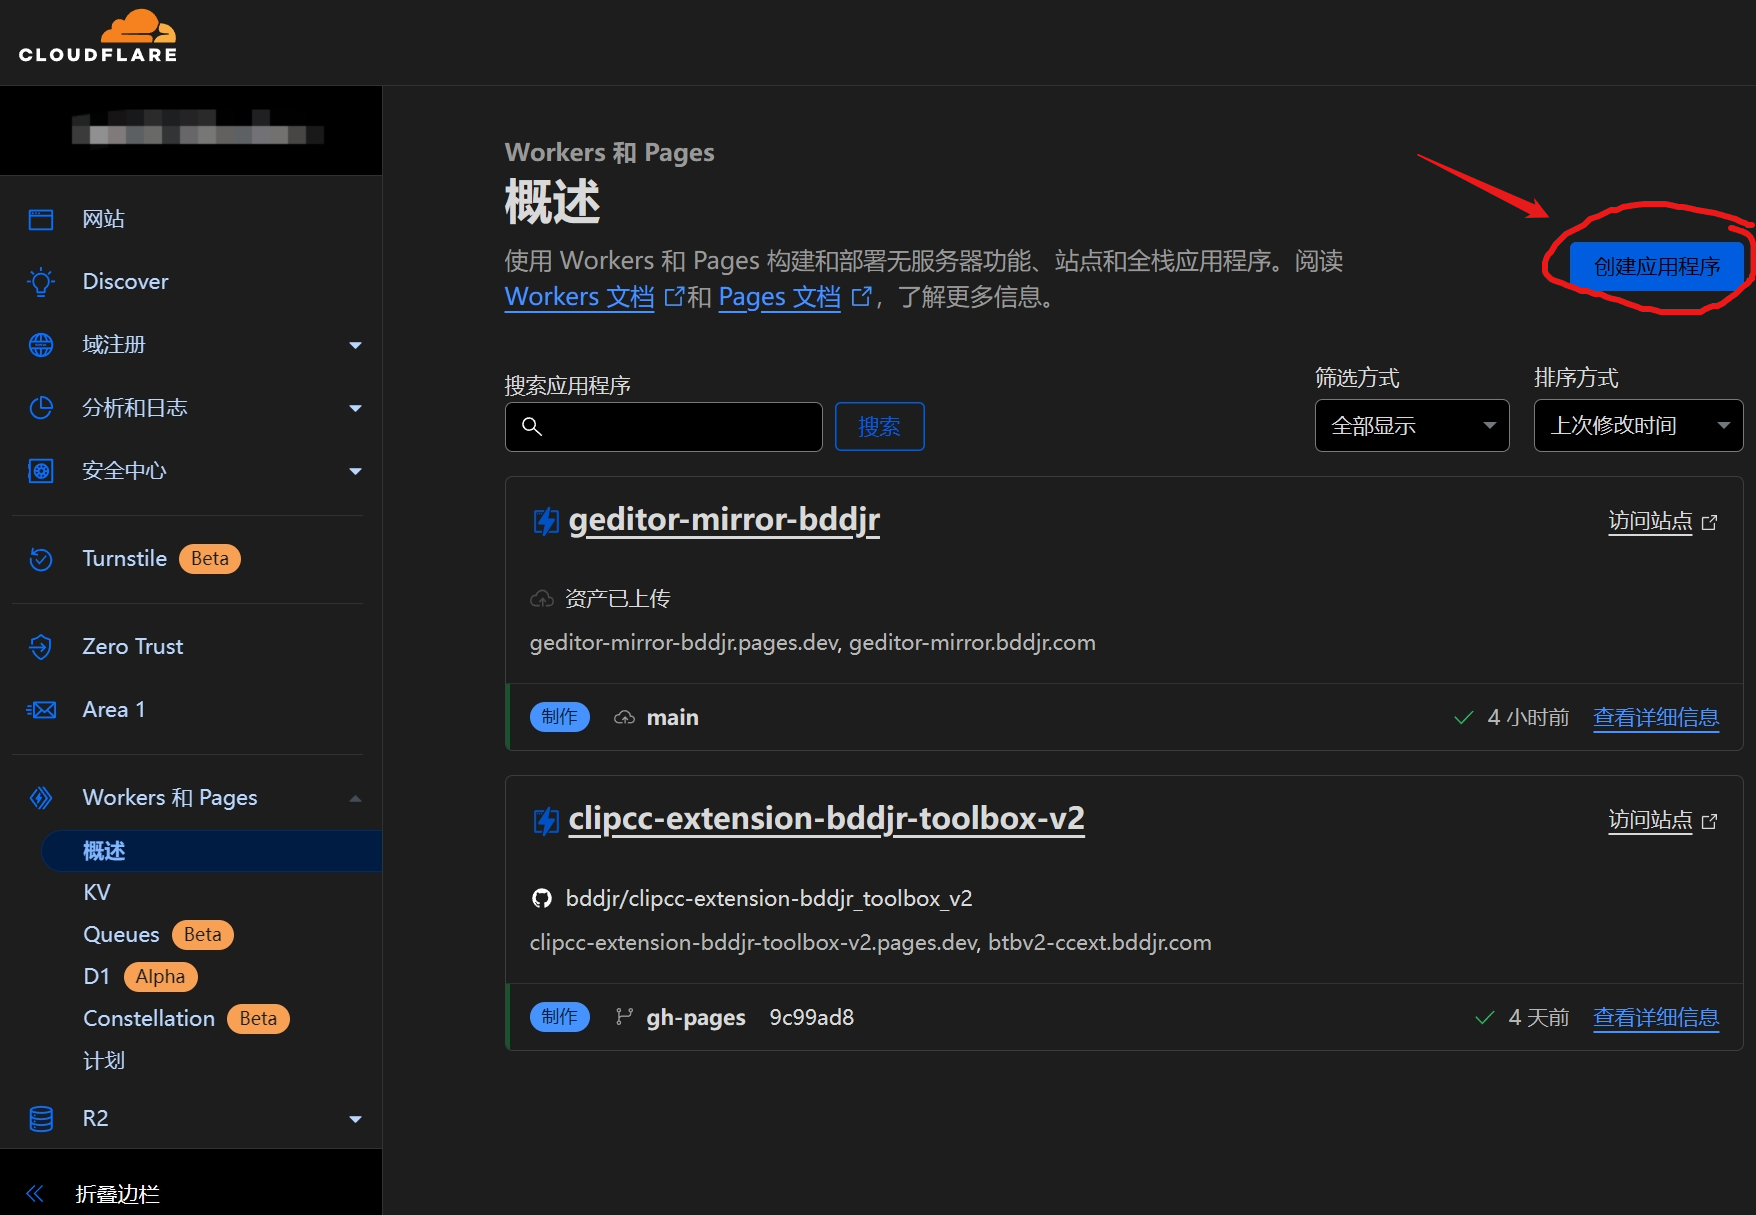 CLOUDFLARE
网站
Discover
域注册
分析和日志
安全中心
Turnstile Beta
Zero Trust
Area 1
Workers 和 Pages
概述
KV
Queues Beta
D1 Alpha
Constellation Beta
计划
R2
折叠边栏
Workers 和 Pages
概述
使用 Workers 和 Pages 构建和部署无服务器功能、站点和全栈应用程序。阅读
Workers 文档 和 Pages 文档 ，了解更多信息。
创建应用程序
搜索应用程序
搜索
筛选方式
全部显示
排序方式
上次修改时间
geditor-mirror-bddjr
访问站点
资产已上传
geditor-mirror-bddjr.pages.dev, geditor-mirror.bddjr.com
制作 main 4 小时前 查看详细信息
clipcc-extension-bddjr-toolbox-v2
访问站点
bddjr/clipcc-extension-bddjr_toolbox_v2
clipcc-extension-bddjr-toolbox-v2.pages.dev, btbv2-ccext.bddjr.com
制作 gh-pages 9c99ad8 4 天前 查看详细信息